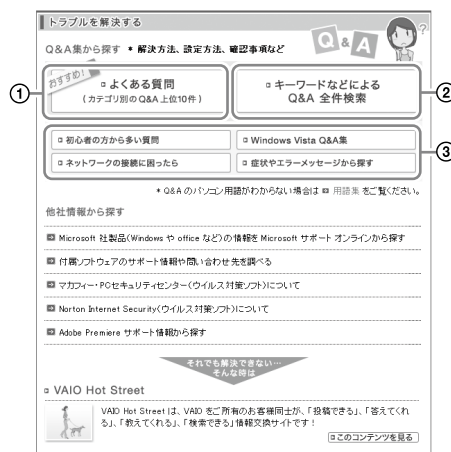 トラブルを解決する
Q&A集から探す * 解決方法、設定方法、確認事項など
Q & A ?
おすすめ!
よくある質問
(カテゴリ別のQ&A上位10件)
キーワードなどによる
Q&A 全件検索
① ②
初心者の方から多い質問
Windows Vista Q&A集
ネットワークの接続に困ったら
症状やエラーメッセージから探す
③
* Q&A のパソコン用語がわからない場合は 用語集 をご覧ください。
他社情報から探す
Microsoft 社製品(Windows や office など)の情報を Microsoft サポート オンラインから探す
付属ソフトウェアのサポート情報や問い合わせ先を調べる
マカフィー・PCセキュリティセンター(ウイルス対策ソフト)について
Norton Internet Security(ウイルス対策ソフト)について
Adobe Premiere サポート情報から探す
それでも解決できない…
そんな時は
VAIO Hot Street
VAIO Hot Street は、VAIO をご所有のお客様同士が、「投稿できる」、「答えてくれ
る」、「教えてくれる」、「検索できる」情報交換サイトです!
このコンテンツを見る